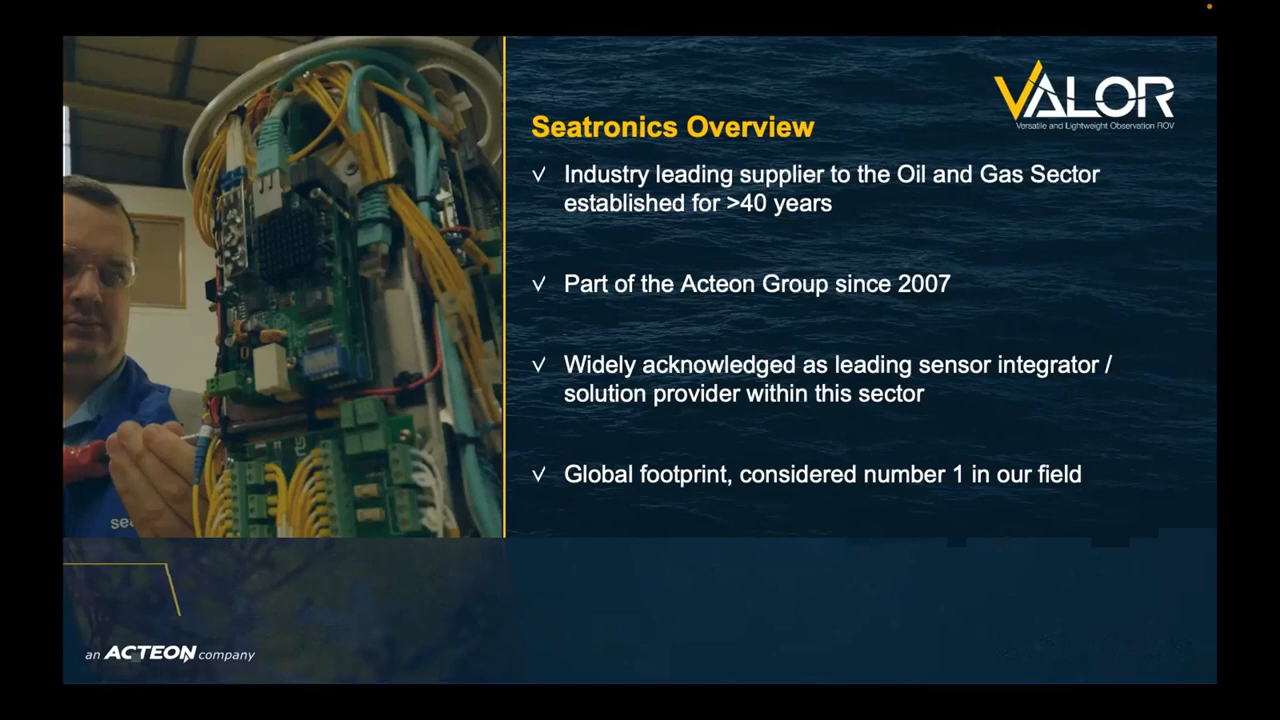 VALOR
Versatile and Lightweight Observation ROV
Seatronics Overview
✓ Industry leading supplier to the Oil and Gas Sector
established for >40 years
✓ Part of the Acteon Group since 2007
✓ Widely acknowledged as leading sensor integrator /
solution provider within this sector
✓ Global footprint, considered number 1 in our field
an ACTEON company